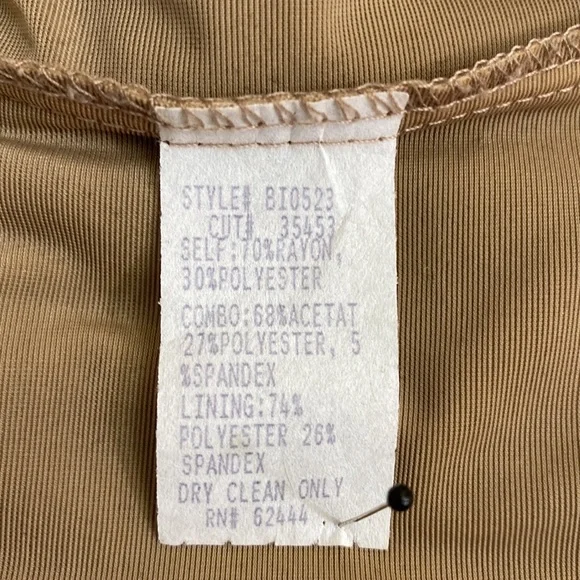 STYLE# BI0523
CUT# 35453
SELF:70%RAYON,
30%POLYESTER
COMBO:68%ACETAT
27%POLYESTER, 5
%SPANDEX
LINING:74%
POLYESTER 26%
SPANDEX
DRY CLEAN ONLY
RN# 62444